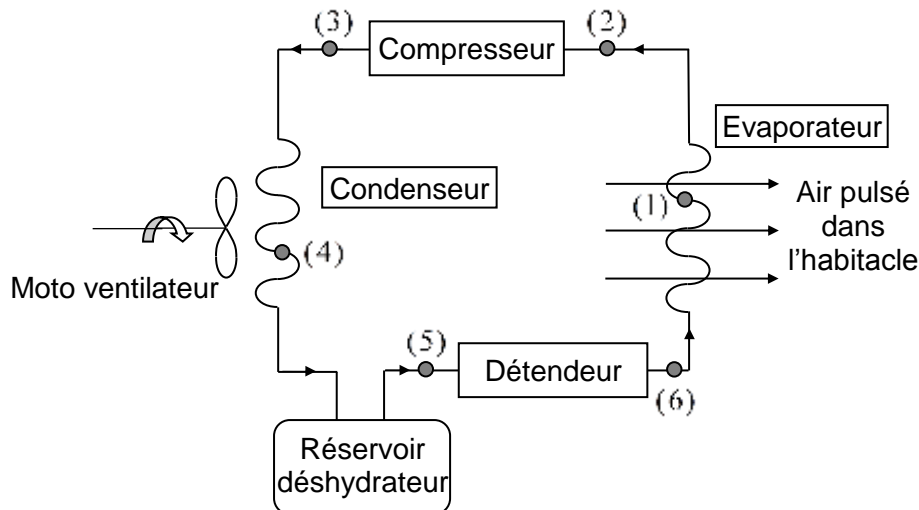 (3)
Compresseur
(2)
Evaporateur
Condenseur
(1)
Air pulsé
dans
l'habitacle
(4)
Moto ventilateur
(5)
Détendeur
(6)
Réservoir
déshydrateur